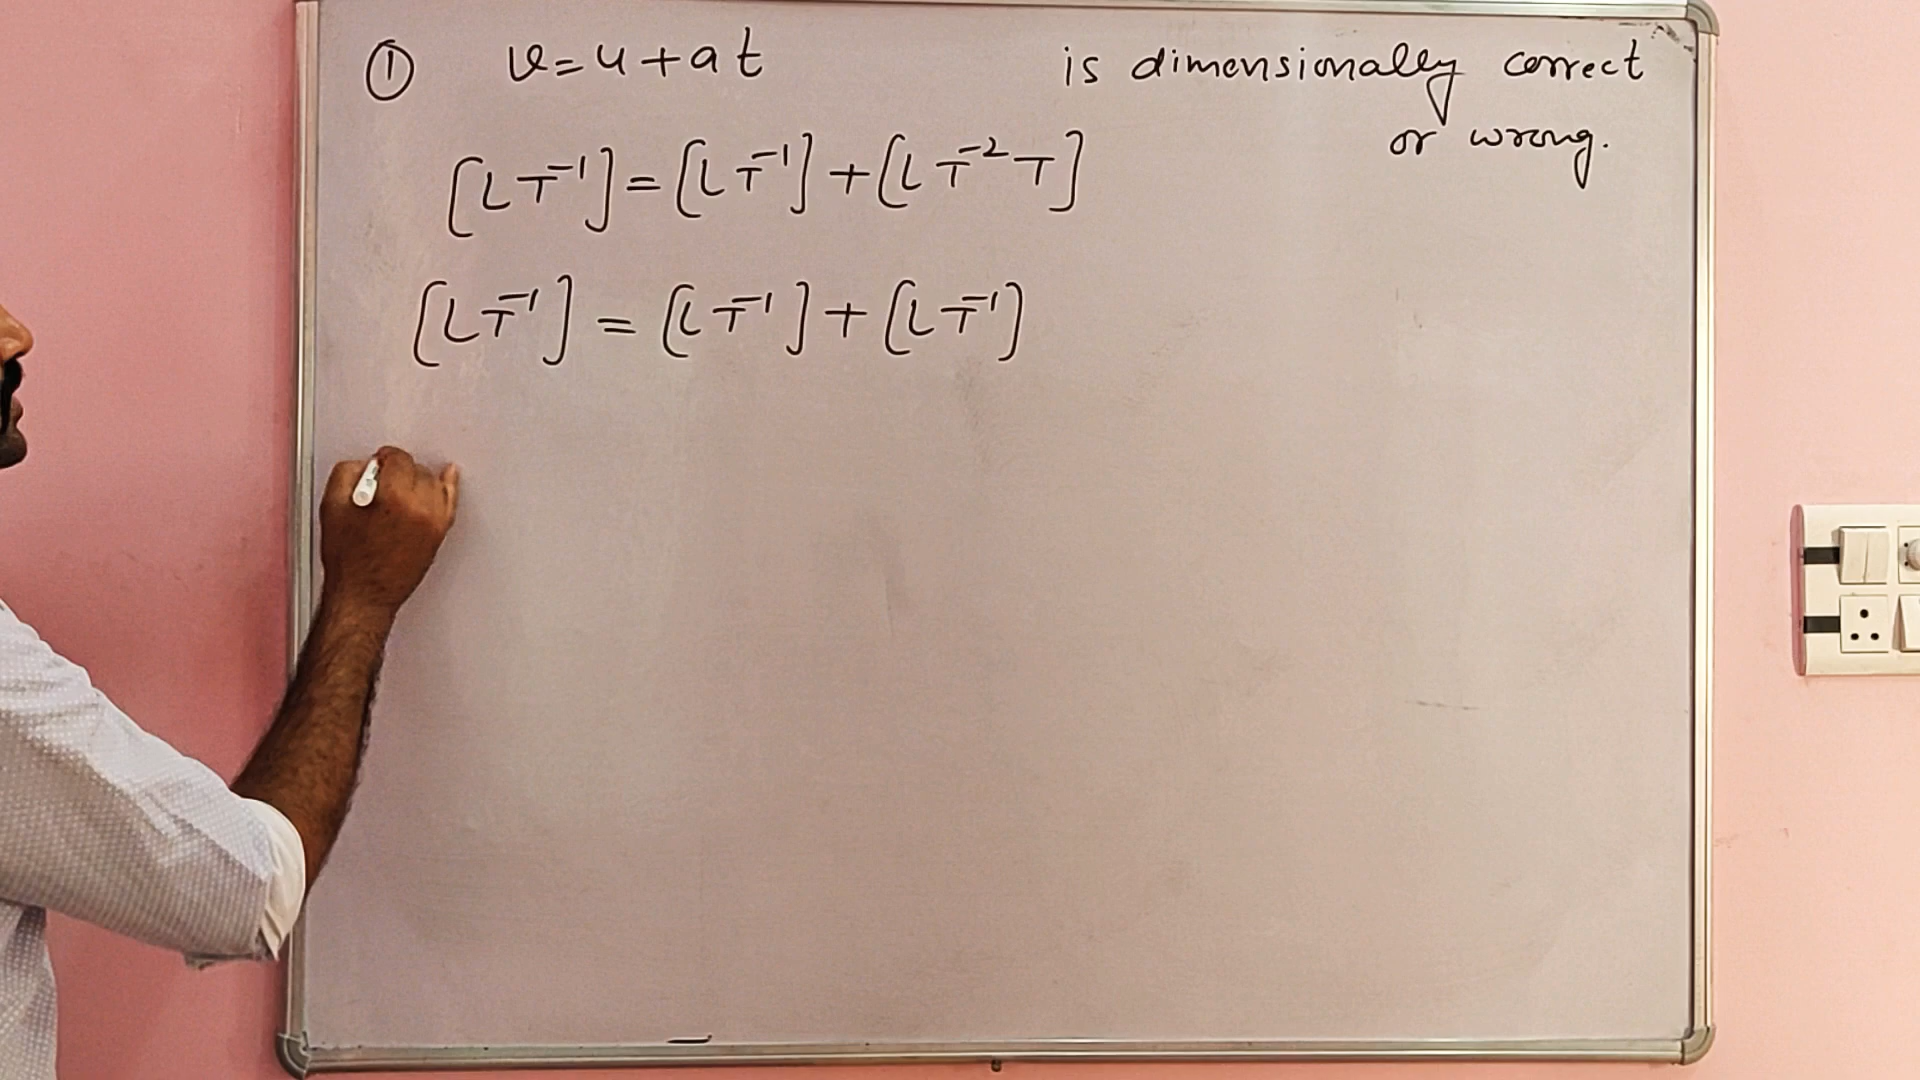 ① v=u+at is dimensionally correct
or wrong.
[LT⁻¹]=[LT⁻¹]+[LT⁻²T]
[LT⁻¹] = [LT⁻¹]+[LT⁻¹]